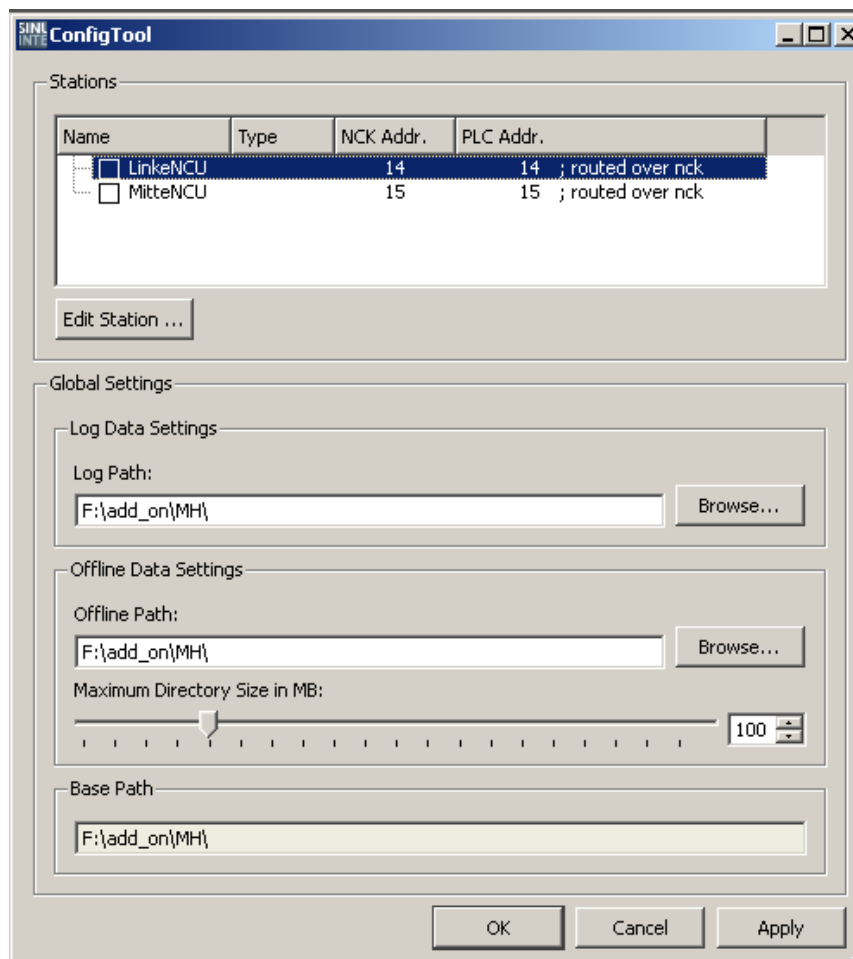 SINU
INTE
ConfigTool
Stations
Name Type NCK Addr. PLC Addr.
LinkeNCU 14 14 ; routed over nck
MitteNCU 15 15 ; routed over nck
Edit Station ...
Global Settings
Log Data Settings
Log Path:
F:\add_on\MH\
Browse...
Offline Data Settings
Offline Path:
F:\add_on\MH\
Browse...
Maximum Directory Size in MB:
100
Base Path
F:\add_on\MH\
OK Cancel Apply